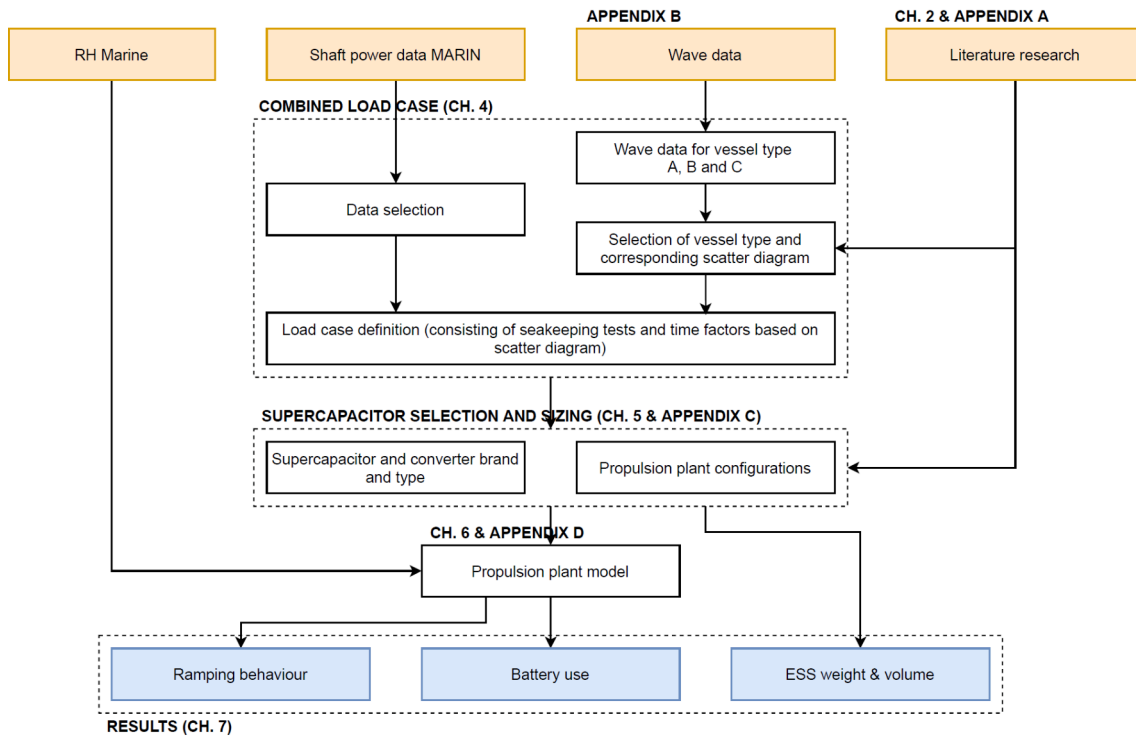 APPENDIX B
CH. 2 & APPENDIX A
RH Marine
Shaft power data MARIN
Wave data
Literature research
COMBINED LOAD CASE (CH. 4)
Wave data for vessel type
A, B and C
Data selection
Selection of vessel type and
corresponding scatter diagram
Load case definition (consisting of seakeeping tests and time factors based on
scatter diagram)
SUPERCAPACITOR SELECTION AND SIZING (CH. 5 & APPENDIX C)
Supercapacitor and converter brand
and type
Propulsion plant configurations
CH. 6 & APPENDIX D
Propulsion plant model
Ramping behaviour
Battery use
ESS weight & volume
RESULTS (CH. 7)